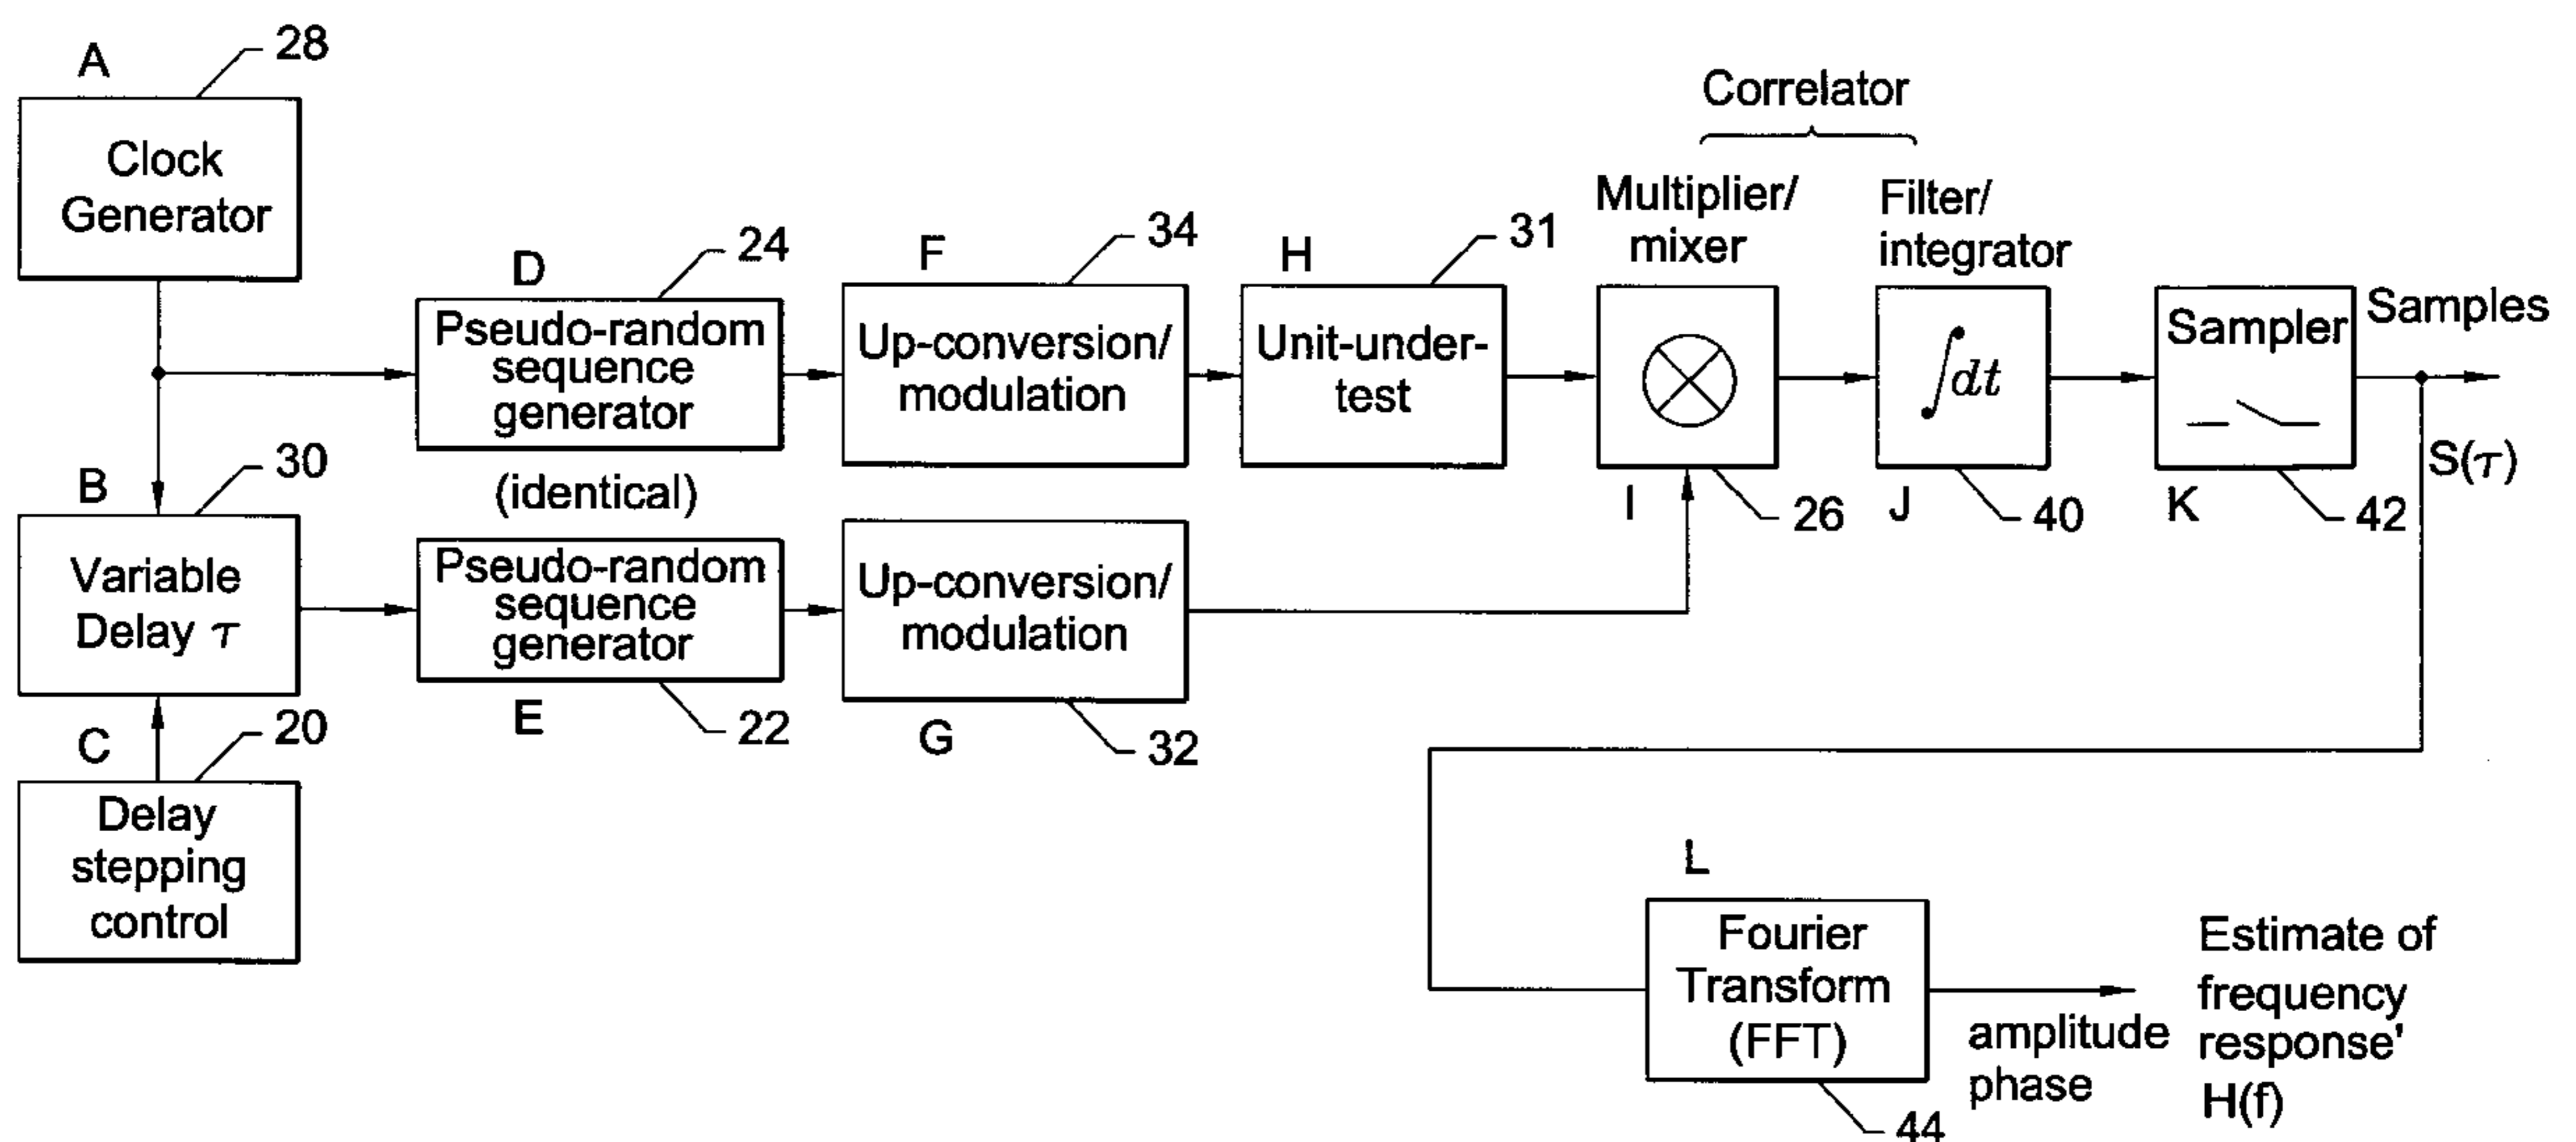 A
28
Clock
Generator
B
30
Variable
Delay τ
C
20
Delay
stepping
control
D
24
Pseudo-random
sequence
generator
(identical)
Pseudo-random
sequence
generator
E
22
F
34
Up-conversion/
modulation
Up-conversion/
modulation
G
32
H
31
Unit-under-
test
Correlator
Multiplier/
mixer
I
26
Filter/
integrator
∫dt
J
40
Sampler
K
42
Samples
S(τ)
L
Fourier
Transform
(FFT)
44
amplitude
phase
Estimate of
frequency
response'
H(f)